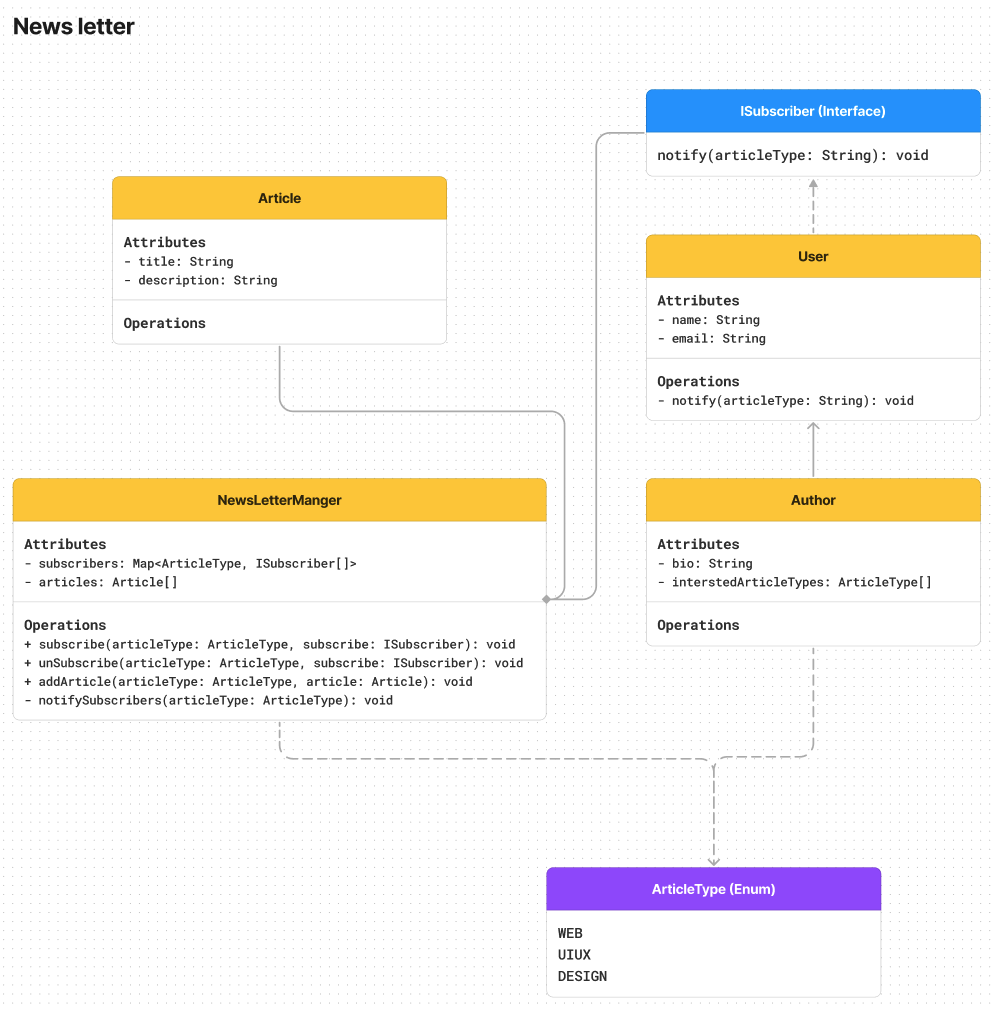 News letter
ISubscriber (Interface)
notify(articleType: String): void
Article
Attributes
- title: String
- description: String
Operations
User
Attributes
- name: String
- email: String
Operations
- notify(articleType: String): void
NewsLetterManger
Attributes
- subscribers: Map<ArticleType, ISubscriber[]>
- articles: Article[]
Operations
+ subscribe(articleType: ArticleType, subscribe: ISubscriber): void
+ unSubscribe(articleType: ArticleType, subscribe: ISubscriber): void
+ addArticle(articleType: ArticleType, article: Article): void
- notifySubscribers(articleType: ArticleType): void
Author
Attributes
- bio: String
- interstedArticleTypes: ArticleType[]
Operations
ArticleType (Enum)
WEB
UIUX
DESIGN